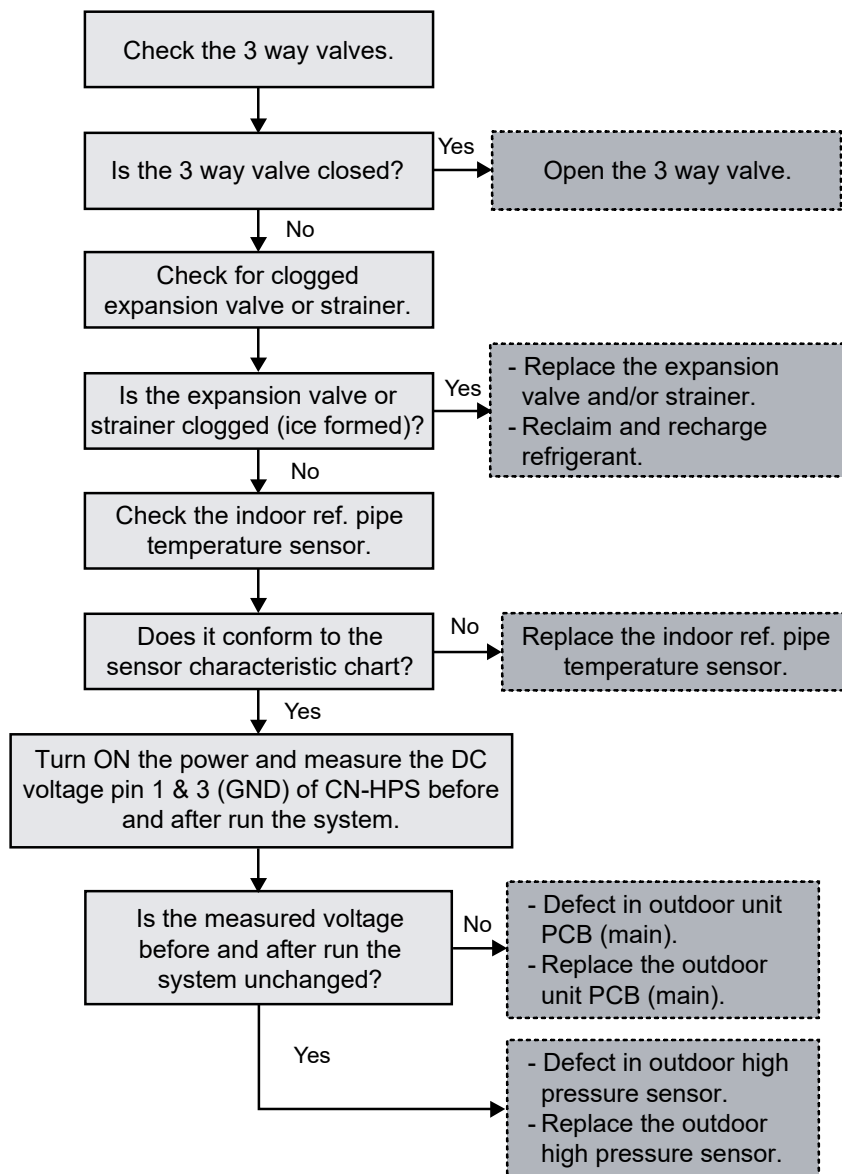 Check the 3 way valves.
Is the 3 way valve closed?
Yes
Open the 3 way valve.
No
Check for clogged
expansion valve or strainer.
Is the expansion valve or
strainer clogged (ice formed)?
Yes
- Replace the expansion
valve and/or strainer.
- Reclaim and recharge
refrigerant.
No
Check the indoor ref. pipe
temperature sensor.
Does it conform to the
sensor characteristic chart?
No
Replace the indoor ref. pipe
temperature sensor.
Yes
Turn ON the power and measure the DC
voltage pin 1 & 3 (GND) of CN-HPS before
and after run the system.
Is the measured voltage
before and after run the
system unchanged?
No
- Defect in outdoor unit
PCB (main).
- Replace the outdoor
unit PCB (main).
Yes
- Defect in outdoor high
pressure sensor.
- Replace the outdoor
high pressure sensor.